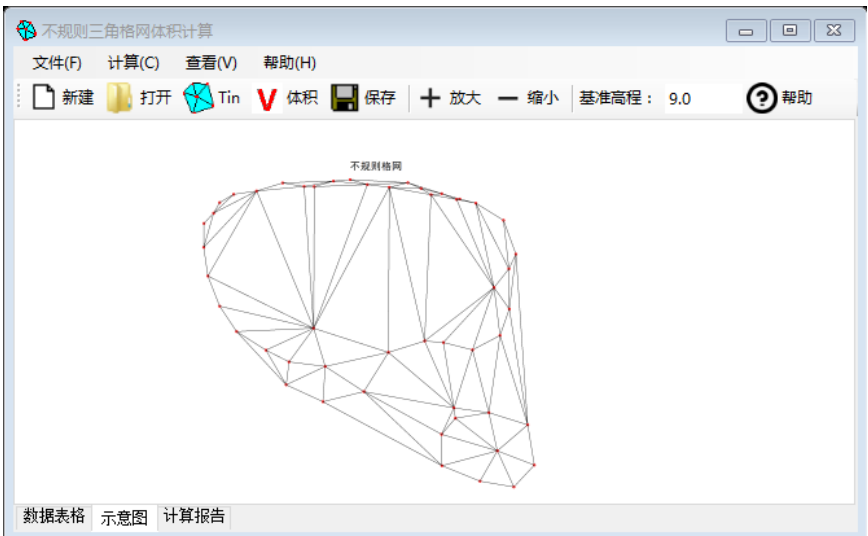 不规则三角格网体积计算
文件(F) 计算(C) 查看(V) 帮助(H)
新建 打开 Tin V 体积 保存 放大 缩小 基准高程： 9.0 帮助
不规则格网
数据表格 示意图 计算报告